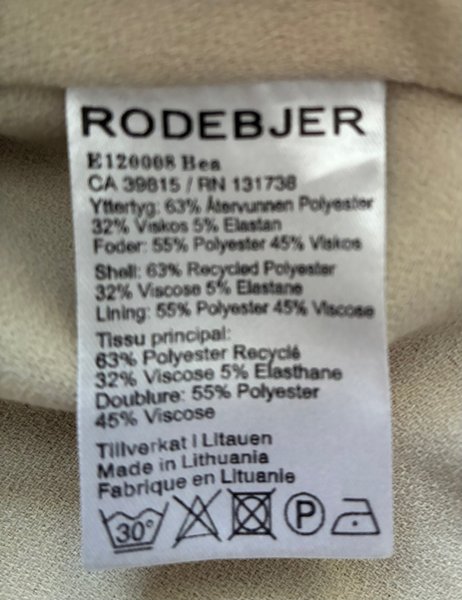 RODEBJER
E120008 Bea
CA 39815 / RN 131738
Yttertyg: 63% Återvunnen Polyester
32% Viskos 5% Elastan
Foder: 55% Polyester 45% Viskos
Shell: 63% Recycled Polyester
32% Viscose 5% Elastane
Lining: 55% Polyester 45% Viscose
Tissu principal:
63% Polyester Recyclé
32% Viscose 5% Elasthane
Doublure: 55% Polyester
45% Viscose
Tillverkat I Litauen
Made in Lithuania
Fabrique en Lituanie
30° P